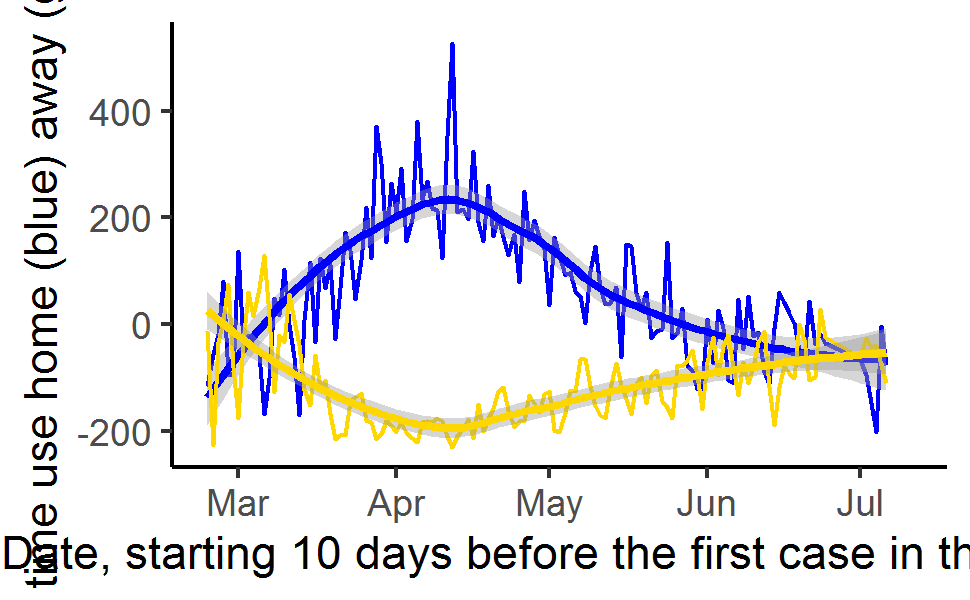 time use home (blue) away (
400
200
0
-200
Mar Apr May Jun Jul
Date, starting 10 days before the first case in th